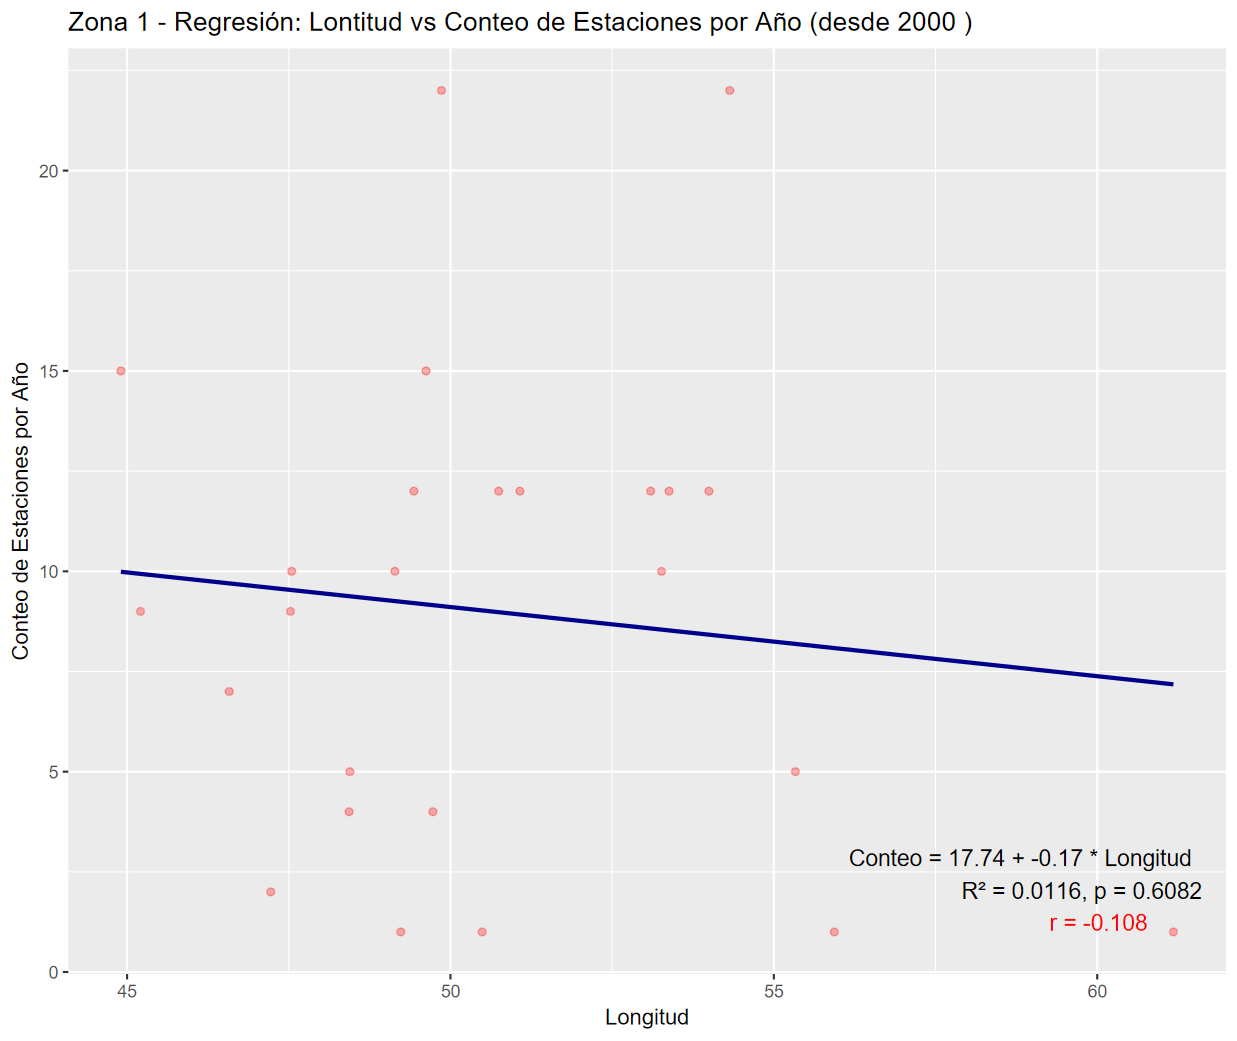 Zona 1 - Regresión: Lontitud vs Conteo de Estaciones por Año (desde 2000 )
Conteo de Estaciones por Año
20
15
10
5
0
Conteo = 17.74 + -0.17 * Longitud
R² = 0.0116, p = 0.6082
r = -0.108
45
50
55
60
Longitud